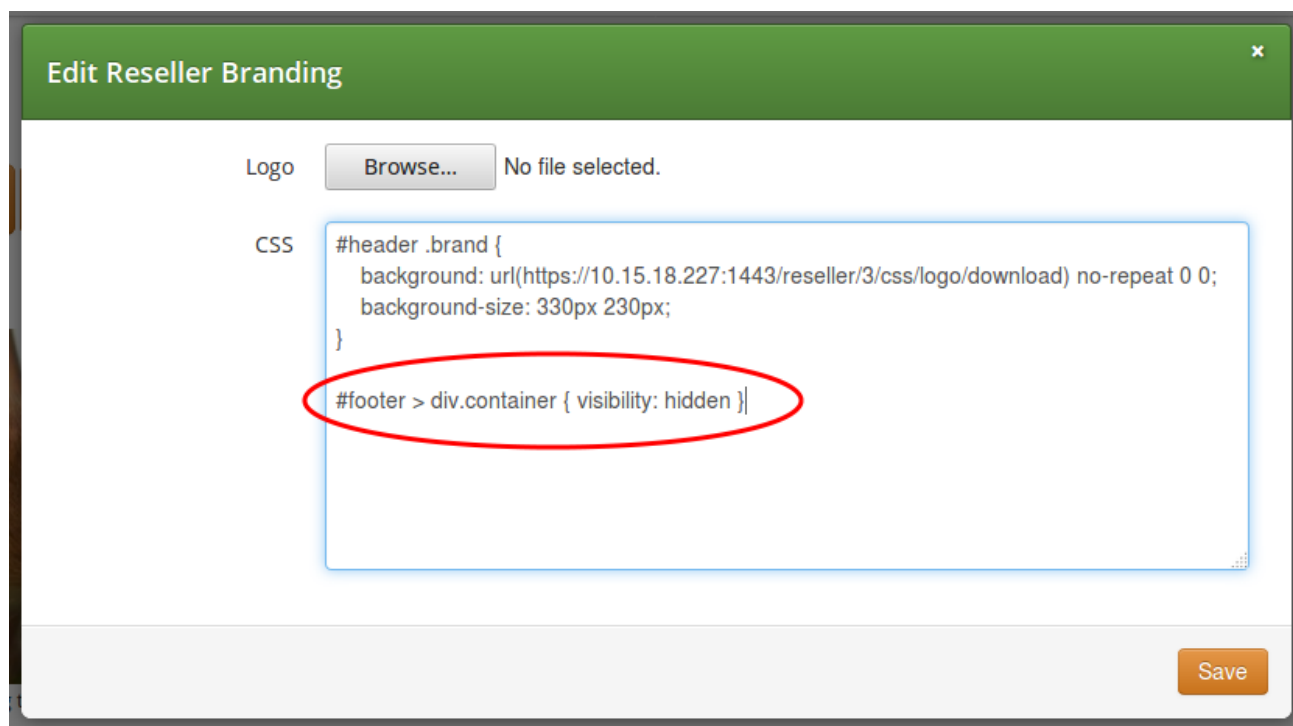 Edit Reseller Branding
×
Logo
Browse...
No file selected.
CSS
#header .brand {
    background: url(https://10.15.18.227:1443/reseller/3/css/logo/download) no-repeat 0 0;
    background-size: 330px 230px;
}

#footer > div.container { visibility: hidden }
Save